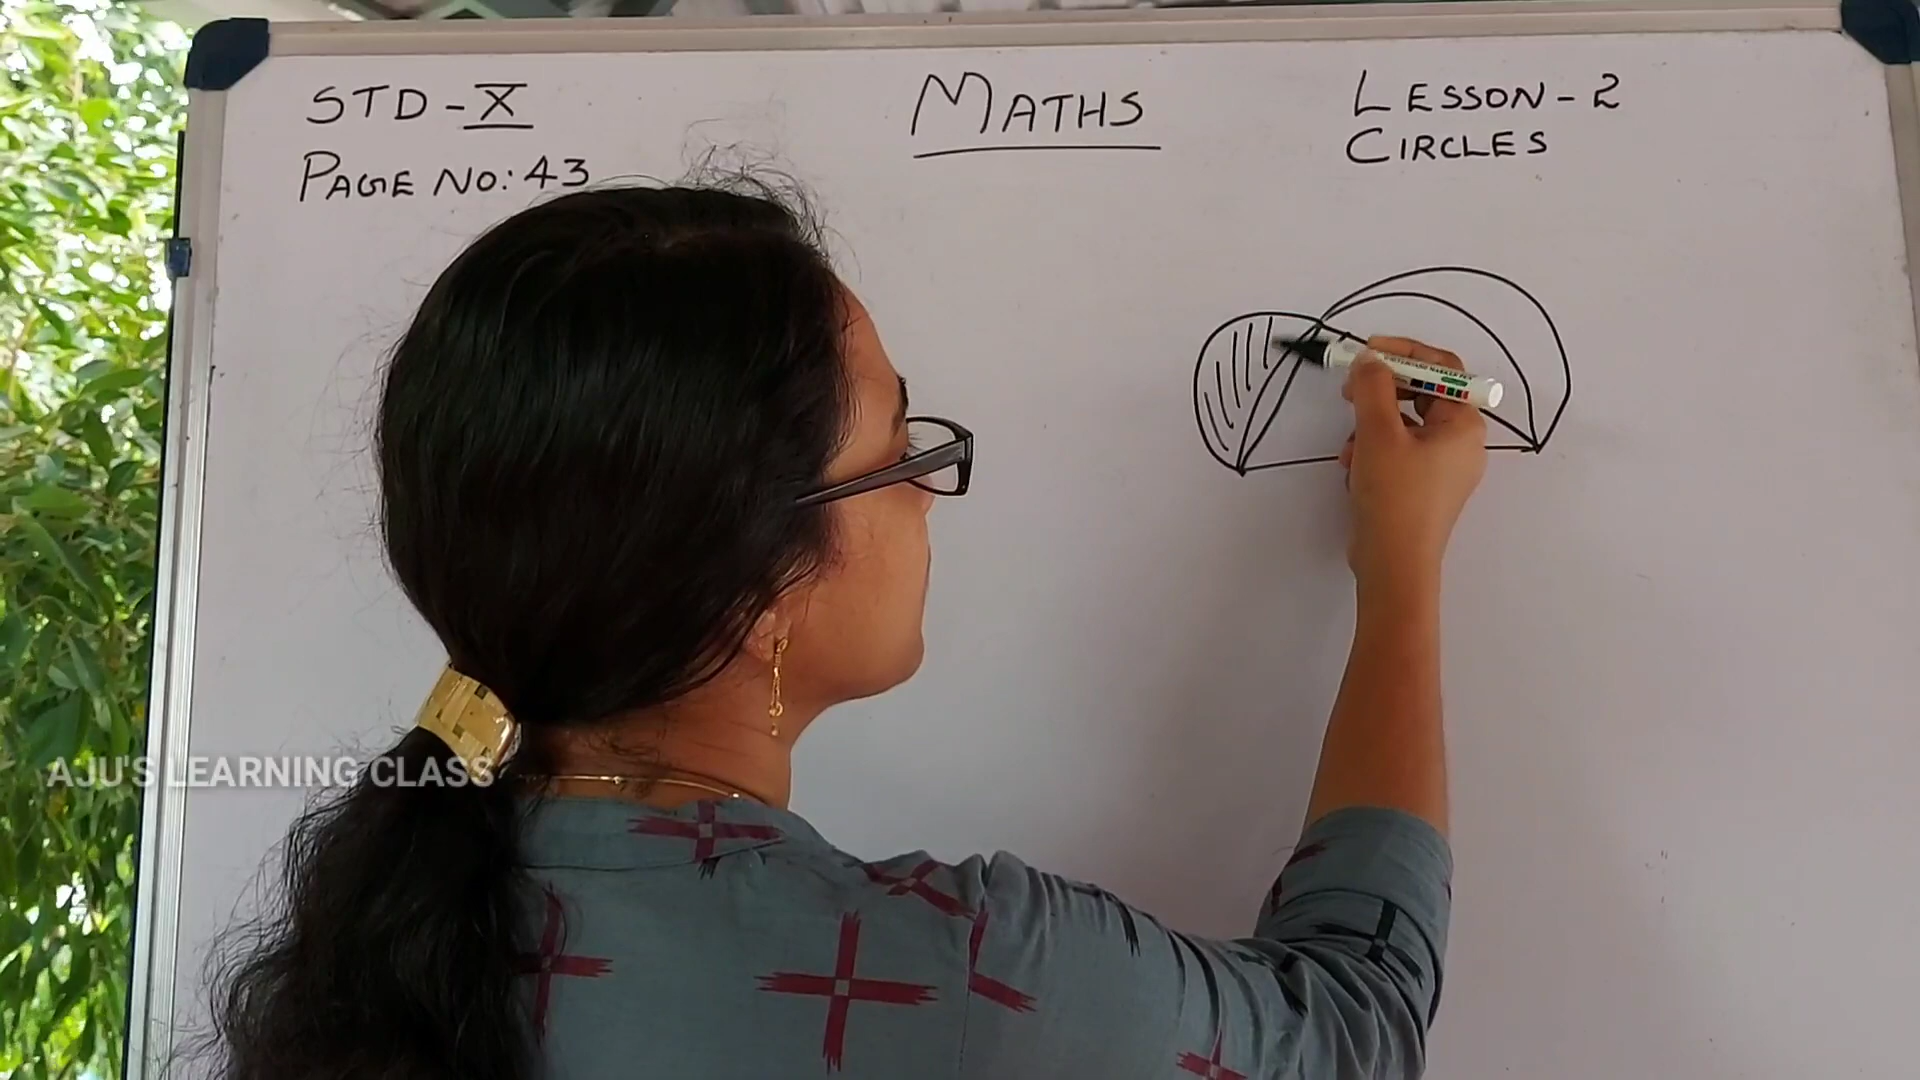 STD - X
MATHS
LESSON - 2
CIRCLES
PAGE NO: 43
AJU'S LEARNING CLASS